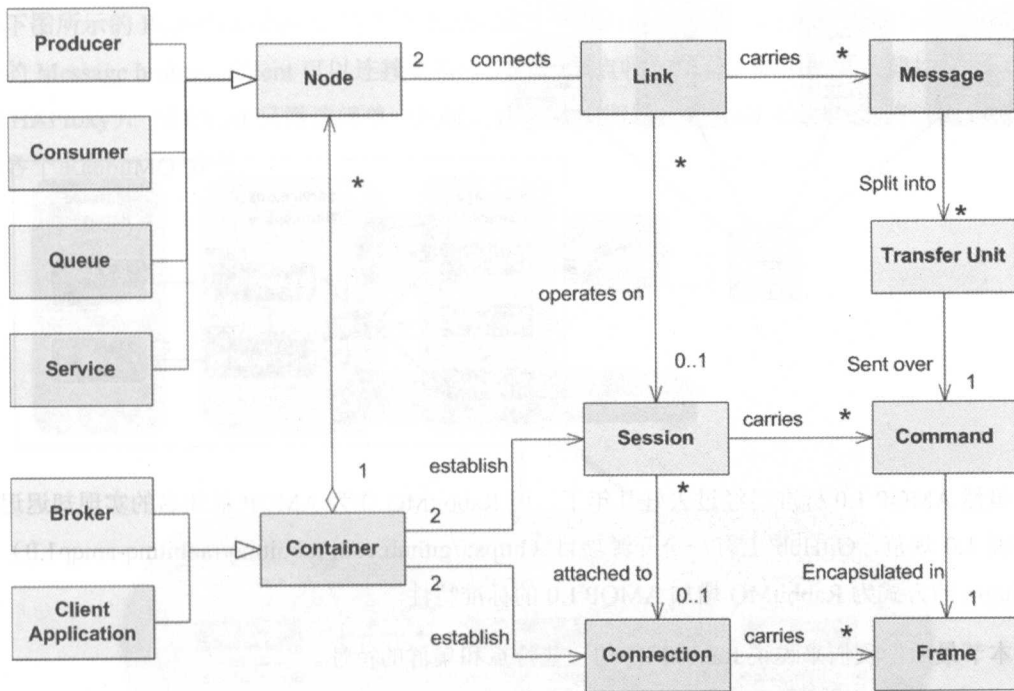 Producer
Consumer
Queue
Service
Broker
Client
Application
Node
2
connects
Link
carries
*
Message
*
1
Container
*
operates on
0..1
Split into
*
Transfer Unit
Sent over
1
establish
2
Session
carries
*
Command
2
establish
*
attached to
0..1
Connection
Encapsulated in
1
carries
*
Frame